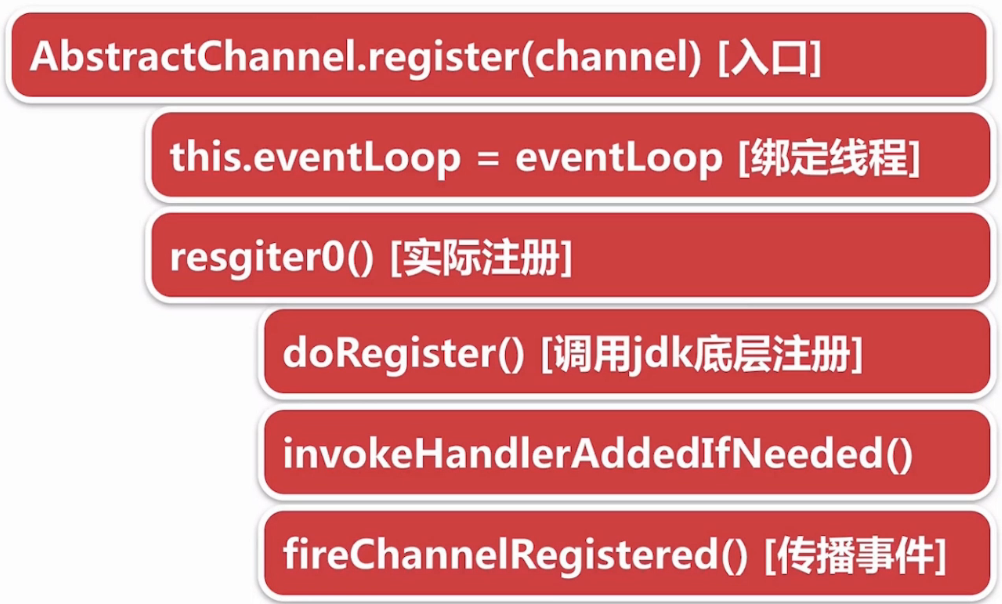 AbstractChannel.register(channel) [入口]
this.eventLoop = eventLoop [绑定线程]
resgiter0() [实际注册]
doRegister() [调用jdk底层注册]
invokeHandlerAddedIfNeeded()
fireChannelRegistered() [传播事件]